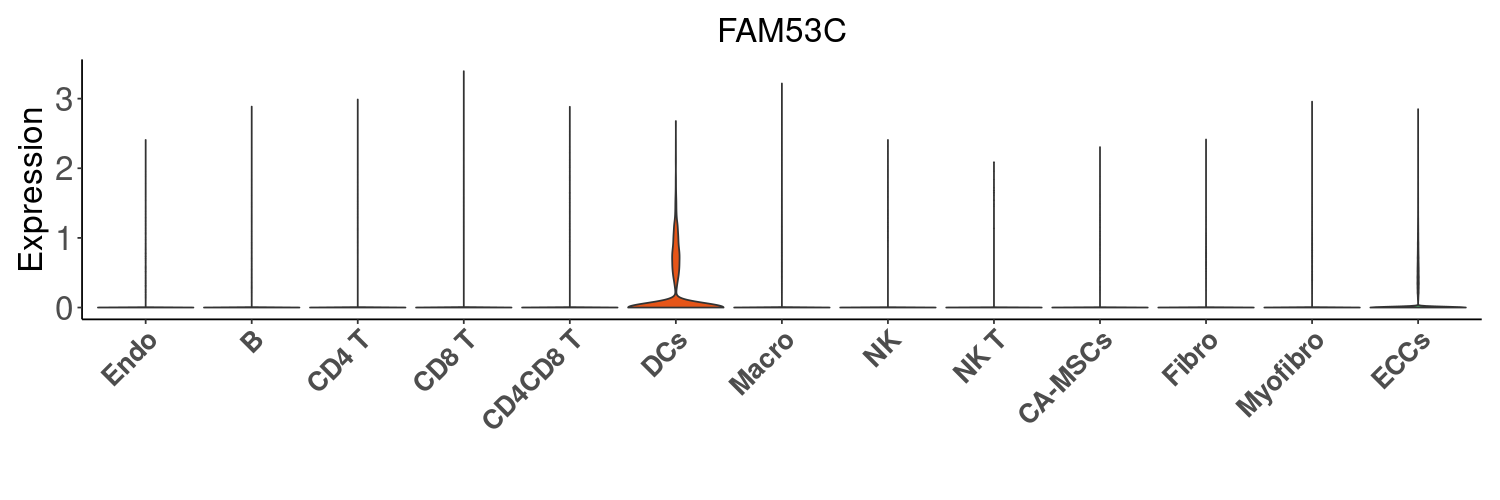 FAM53C
Expression
3
2
1
0
Endo
B
CD4 T
CD8 T
CD4CD8 T
DCs
Macro
NK
NK T
CA-MSCs
Fibro
Myofibro
ECCs